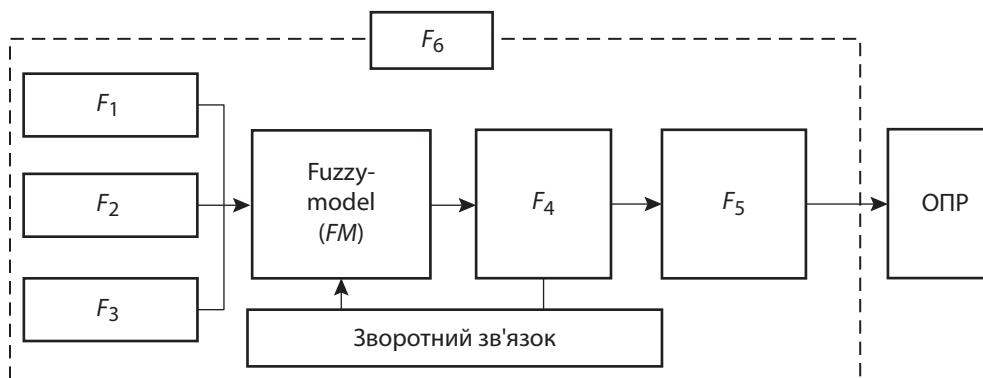 F6
F1
F2
F3
Fuzzy-
model
(FM)
F4
F5
ОПР
Зворотний зв'язок